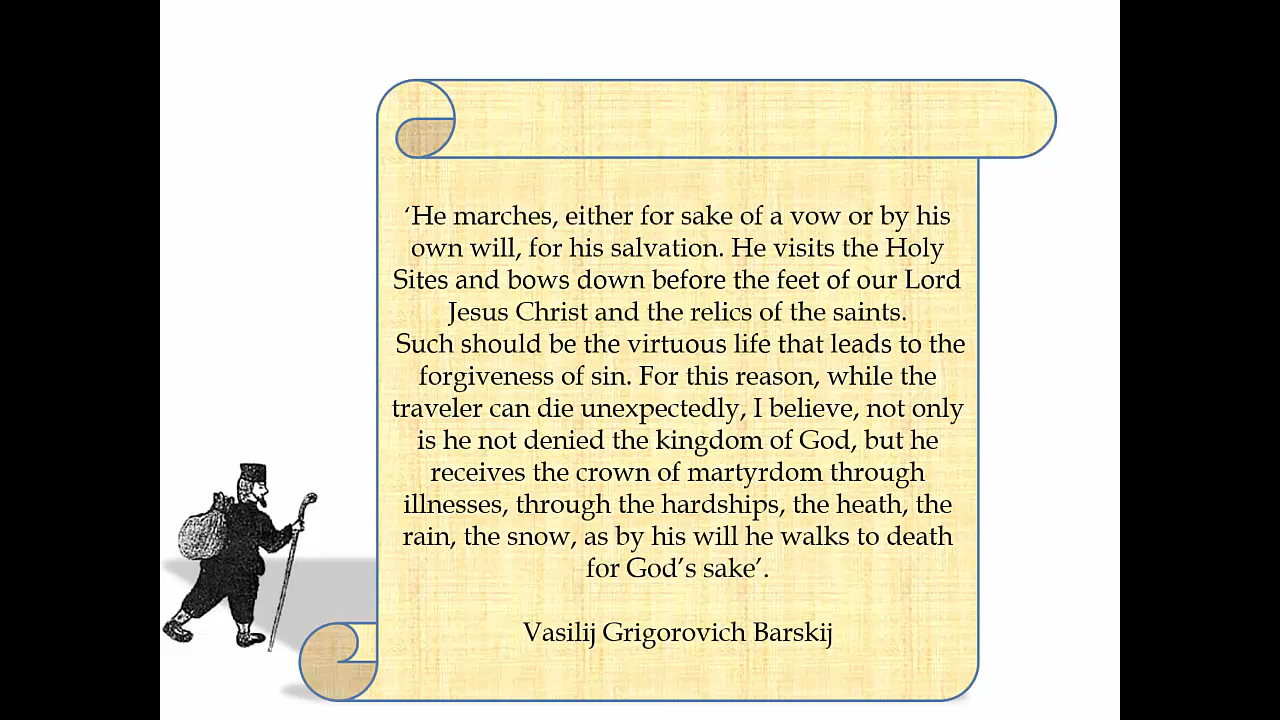 ‘He marches, either for sake of a vow or by his
own will, for his salvation. He visits the Holy
Sites and bows down before the feet of our Lord
Jesus Christ and the relics of the saints.
Such should be the virtuous life that leads to the
forgiveness of sin. For this reason, while the
traveler can die unexpectedly, I believe, not only
is he not denied the kingdom of God, but he
receives the crown of martyrdom through
illnesses, through the hardships, the heath, the
rain, the snow, as by his will he walks to death
for God’s sake’.
Vasilij Grigorovich Barskij